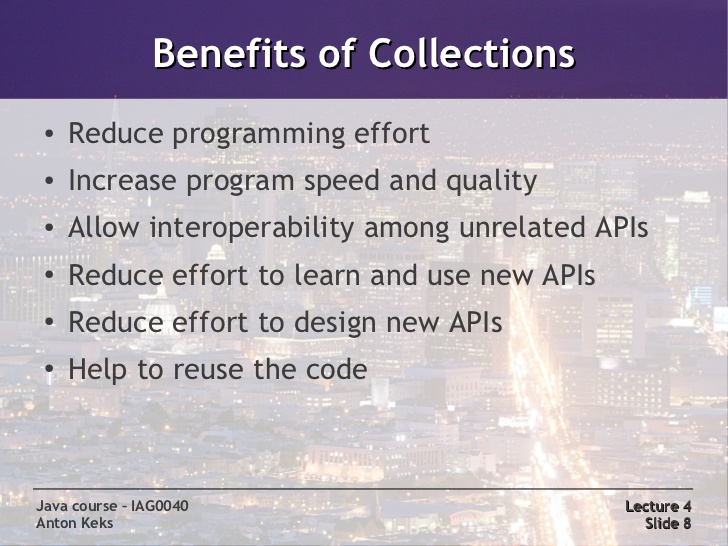 Benefits of Collections
• Reduce programming effort
• Increase program speed and quality
• Allow interoperability among unrelated APIs
• Reduce effort to learn and use new APIs
• Reduce effort to design new APIs
• Help to reuse the code
Java course – IAG0040
Anton Keks
Lecture 4
Slide 8